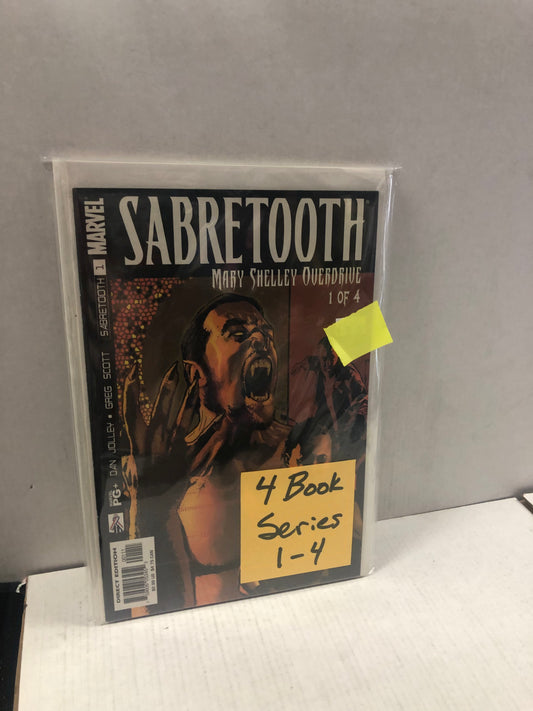 SABRETOOTH
MARY SHELLEY OVERDRIVE
1 OF 4
MARVEL
SABRETOOTH 1
DAN JOLLEY • GREG SCOTT
PG+
DIRECT EDITION
4 Book
Series
1-4